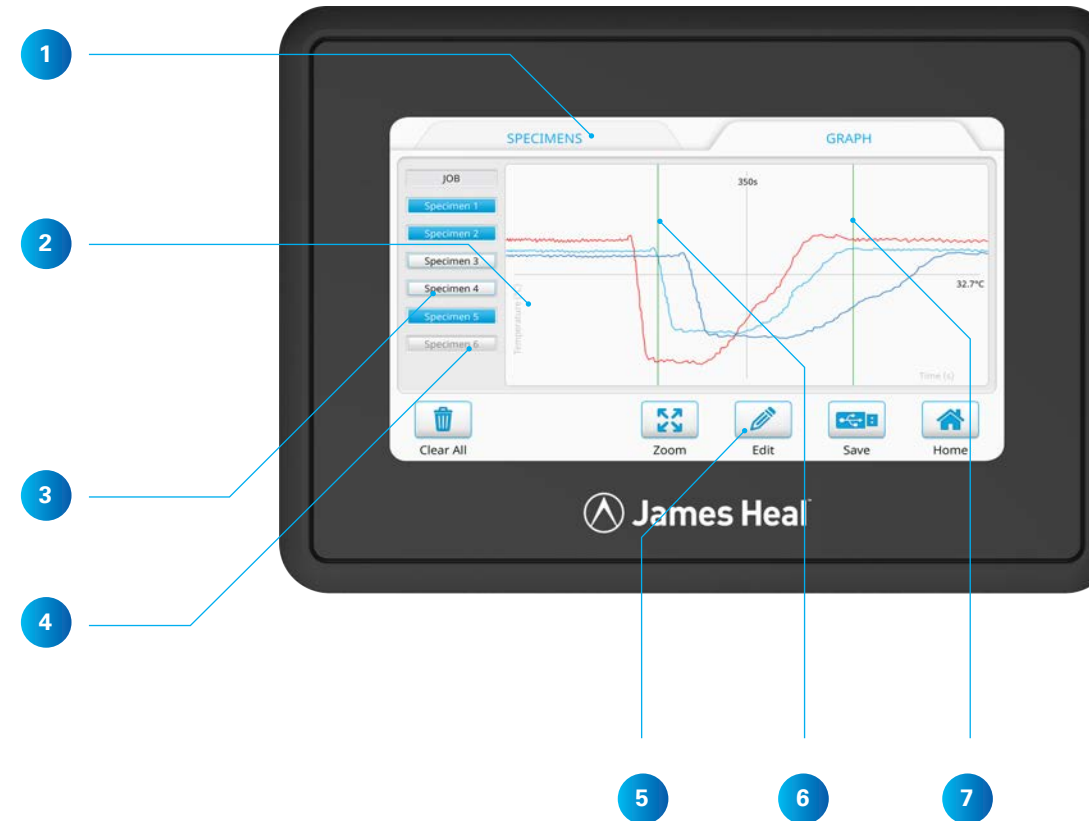 1
SPECIMENS
GRAPH
JOB
350s
Specimen 1
Specimen 2
2
Specimen 3
Specimen 4
32.7°C
Specimen 5
Temperature (°C)
Specimen 6
Time (s)
Clear All
Zoom
Edit
Save
Home
3
James Heal
4
5
6
7